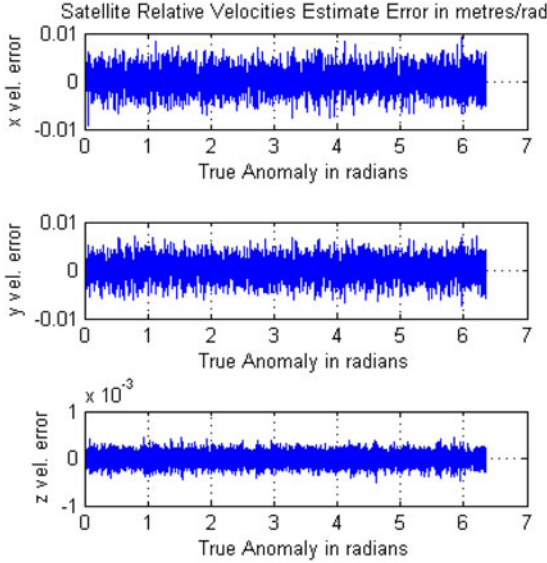 Satellite Relative Velocities Estimate Error in metres/rad
0.01
0
-0.01
x vel. error
0 1 2 3 4 5 6 7
True Anomaly in radians
0.01
0
-0.01
y vel. error
0 1 2 3 4 5 6 7
True Anomaly in radians
x 10^-3
1
0
-1
z vel. error
0 1 2 3 4 5 6 7
True Anomaly in radians